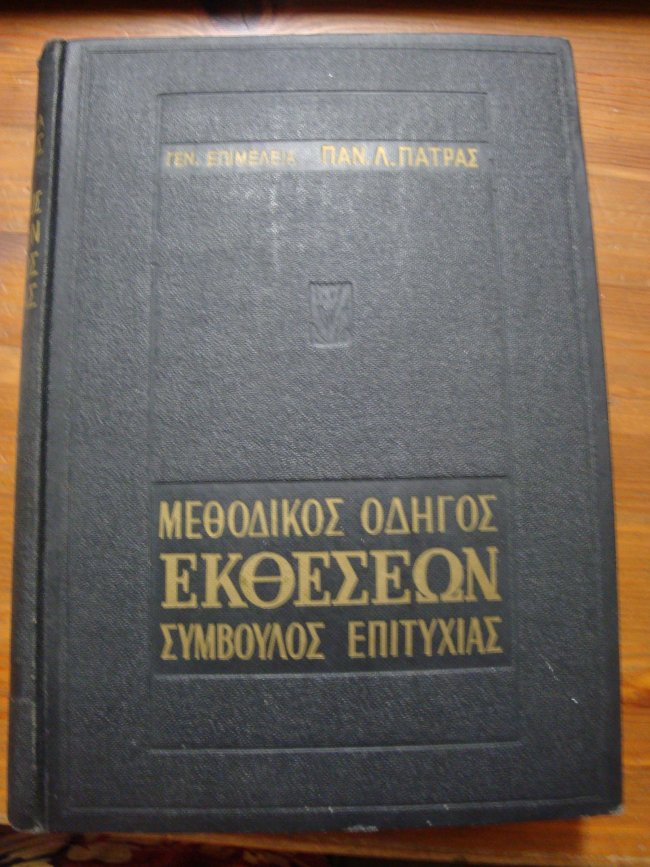 ΓΕΝ. ΕΠΙΜΕΛΕΙΑ ΠΑΝ. Λ. ΠΑΤΡΑΣ
ΜΕΘΟΔΙΚΟΣ ΟΔΗΓΟΣ
ΕΚΘΕΣΕΩΝ
ΣΥΜΒΟΥΛΟΣ ΕΠΙΤΥΧΙΑΣ